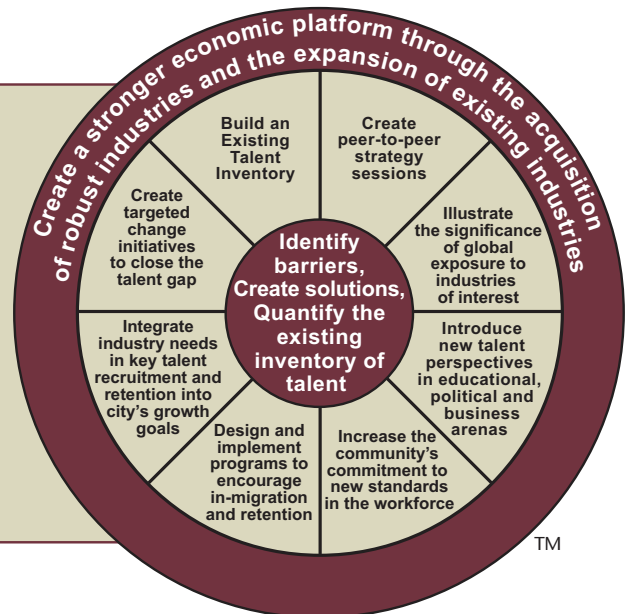 Create a stronger economic platform through the acquisition
of robust industries and the expansion of existing industries
Build an
Existing
Talent
Inventory
Create
peer-to-peer
strategy
sessions
Illustrate
the significance
of global
exposure to
industries
of interest
Introduce
new talent
perspectives
in educational,
political and
business
arenas
Increase the
community's
commitment to
new standards
in the workforce
Design and
implement
programs to
encourage
in-migration
and retention
Integrate
industry needs
in key talent
recruitment and
retention into
city's growth
goals
Create
targeted
change
initiatives
to close the
talent gap
Identify
barriers,
Create solutions,
Quantify the
existing
inventory of
talent
TM